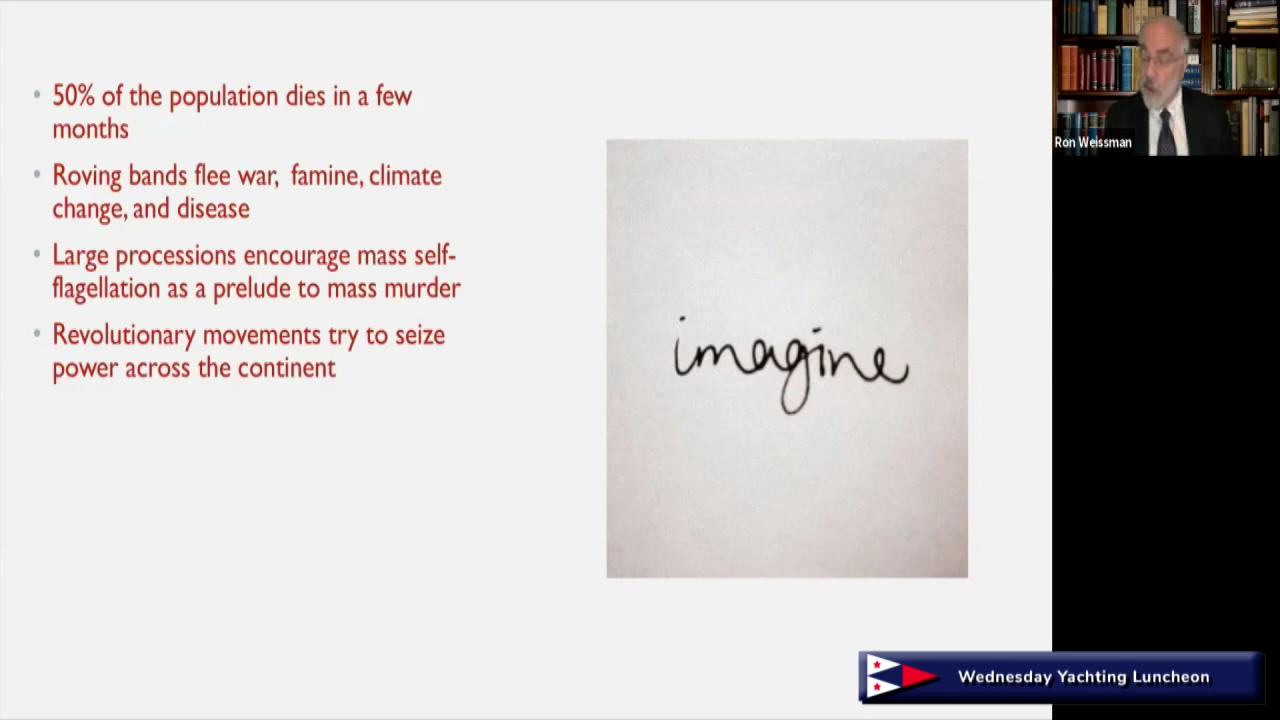 50% of the population dies in a few
months
Roving bands flee war,  famine, climate
change, and disease
Large processions encourage mass self-
flagellation as a prelude to mass murder
Revolutionary movements try to seize
power across the continent
imagine
Ron Weissman
Wednesday Yachting Luncheon